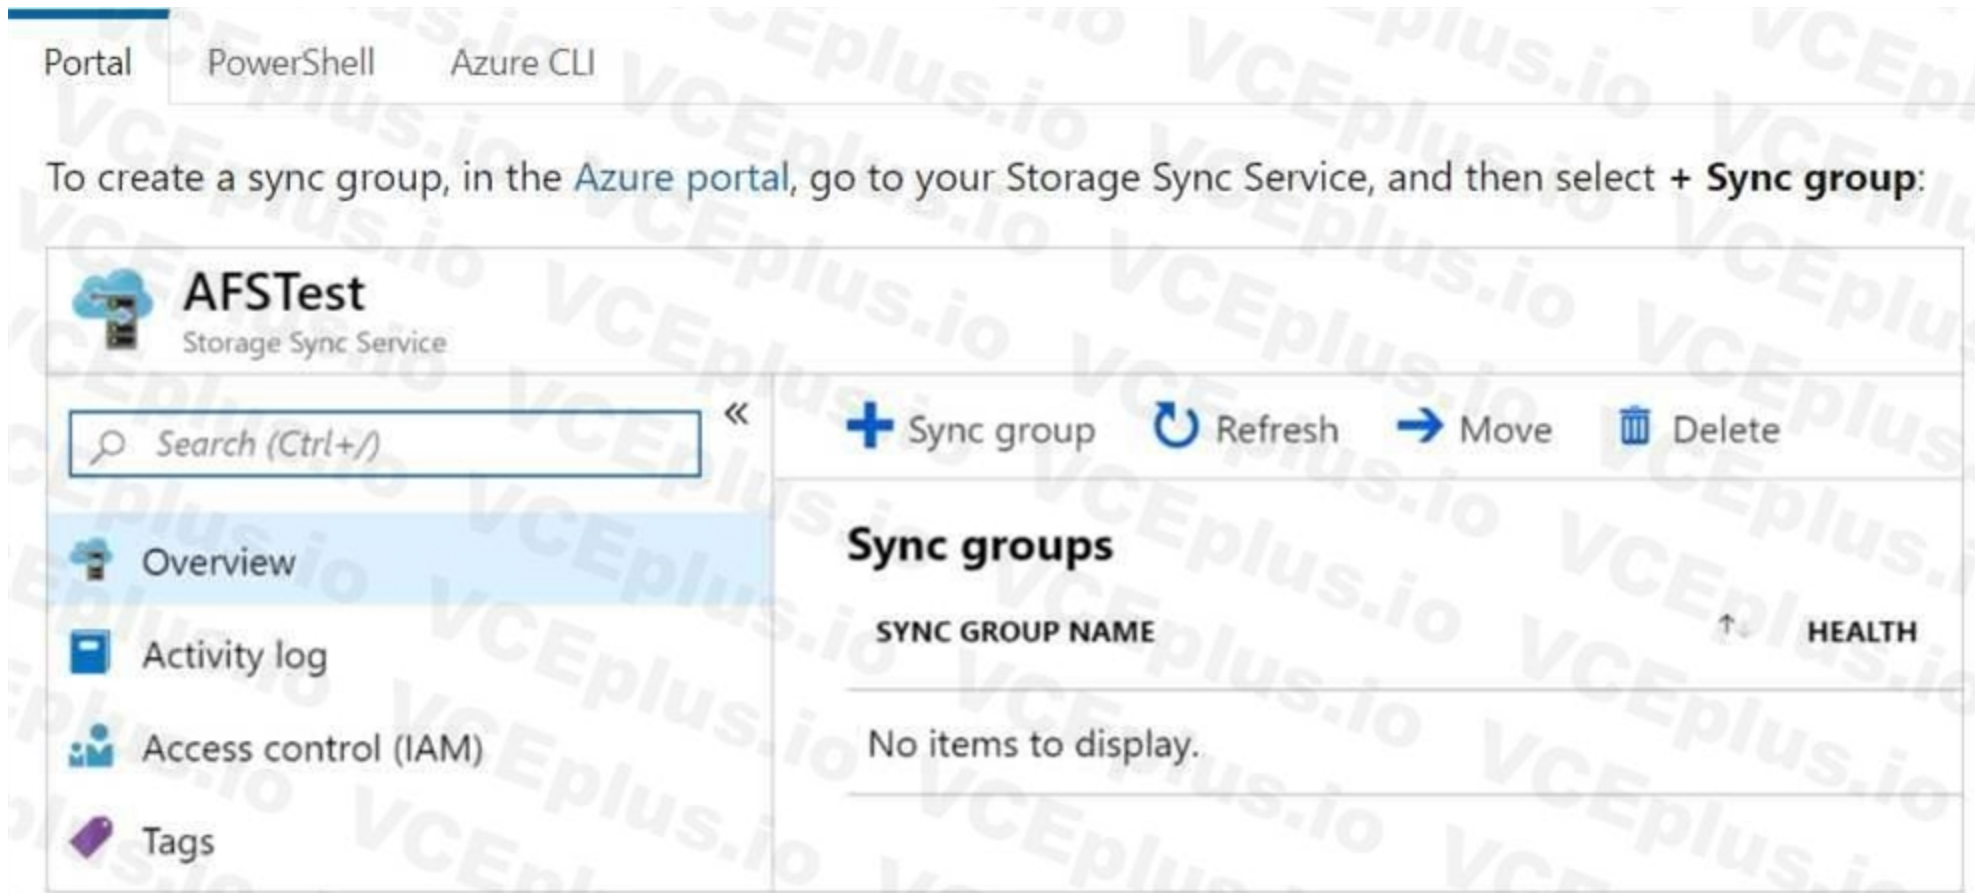 Portal PowerShell Azure CLI
To create a sync group, in the Azure portal, go to your Storage Sync Service, and then select + Sync group:
AFSTest
Storage Sync Service
Search (Ctrl+/)
«
Sync group Refresh Move Delete
Overview
Activity log
Access control (IAM)
Tags
Sync groups
SYNC GROUP NAME ↑↓ HEALTH
No items to display.
VCEplus.io